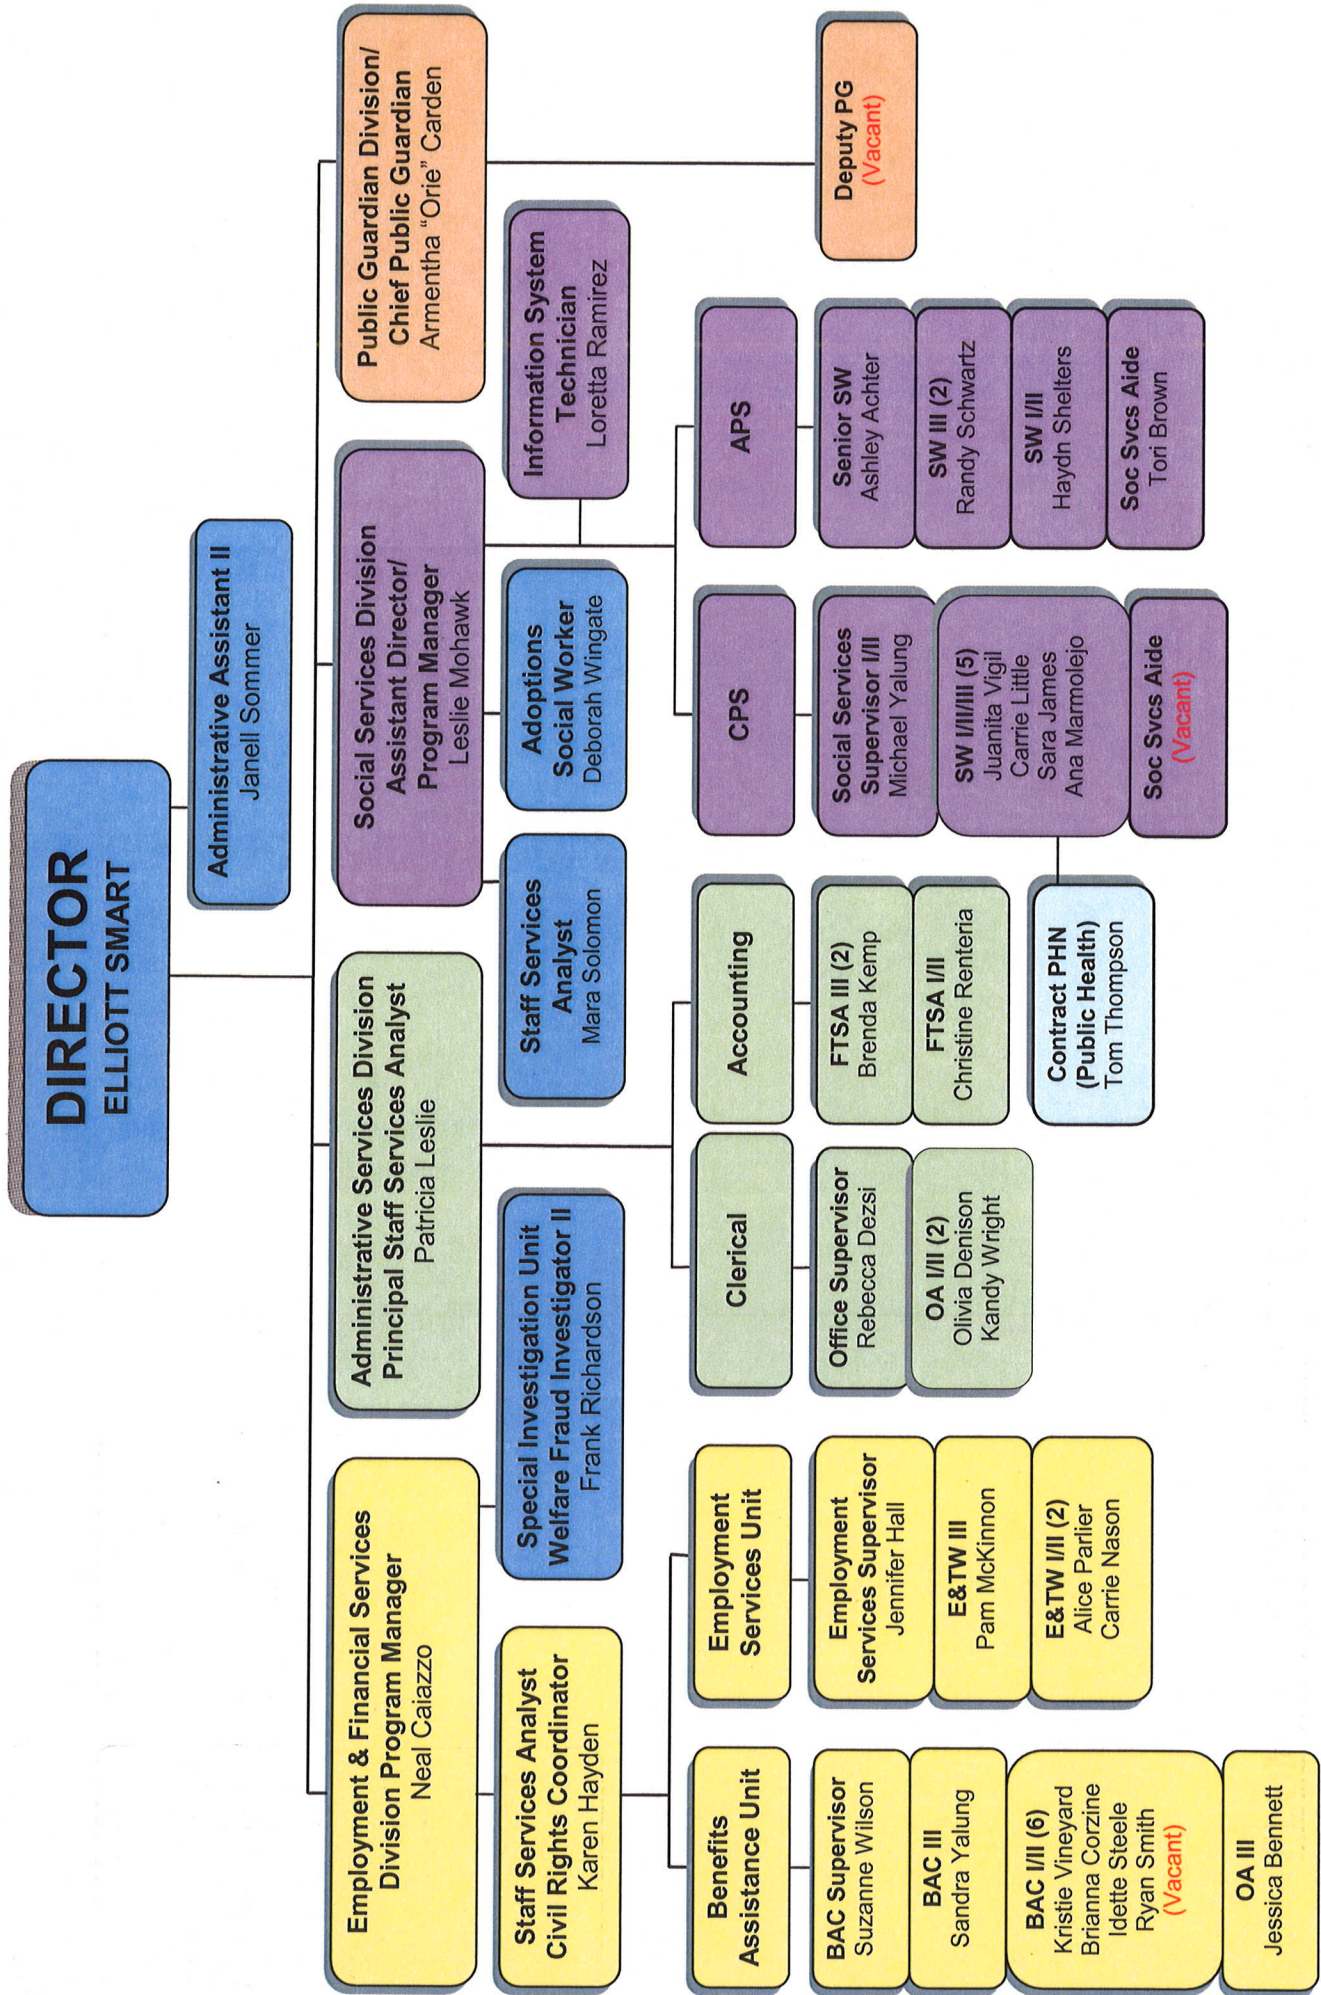 DIRECTOR
ELLIOTT SMART
Administrative Assistant II
Janell Sommer
Employment & Financial Services
Division Program Manager
Neal Caiazzo
Administrative Services Division
Principal Staff Services Analyst
Patricia Leslie
Social Services Division
Assistant Director/
Program Manager
Leslie Mohawk
Public Guardian Division/
Chief Public Guardian
Armentha “Orie” Carden
Staff Services Analyst
Civil Rights Coordinator
Karen Hayden
Special Investigation Unit
Welfare Fraud Investigator II
Frank Richardson
Staff Services
Analyst
Mara Solomon
Adoptions
Social Worker
Deborah Wingate
Information System
Technician
Loretta Ramirez
Benefits
Assistance Unit
BAC Supervisor
Suzanne Wilson
BAC III
Sandra Yalung
BAC I/II (6)
Kristie Vineyard
Brianna Corzine
Idette Steele
Ryan Smith
(Vacant)
OA III
Jessica Bennett
Employment
Services Unit
Employment
Services Supervisor
Jennifer Hall
E&TW III
Pam McKinnon
E&TW I/II (2)
Alice Parlier
Carrie Nason
Clerical
Office Supervisor
Rebecca Dezsi
OA I/II (2)
Olivia Denison
Kandy Wright
Accounting
FTSA III (2)
Brenda Kemp
FTSA I/II
Christine Renteria
Contract PHN
(Public Health)
Tom Thompson
CPS
Social Services
Supervisor I/II
Michael Yalung
SW I/II/III (5)
Juanita Vigil
Carrie Little
Sara James
Ana Marmolejo
Soc Svcs Aide
(Vacant)
APS
Senior SW
Ashley Achter
SW III (2)
Randy Schwartz
SW I/II
Haydn Shelters
Soc Svcs Aide
Tori Brown
Deputy PG
(Vacant)